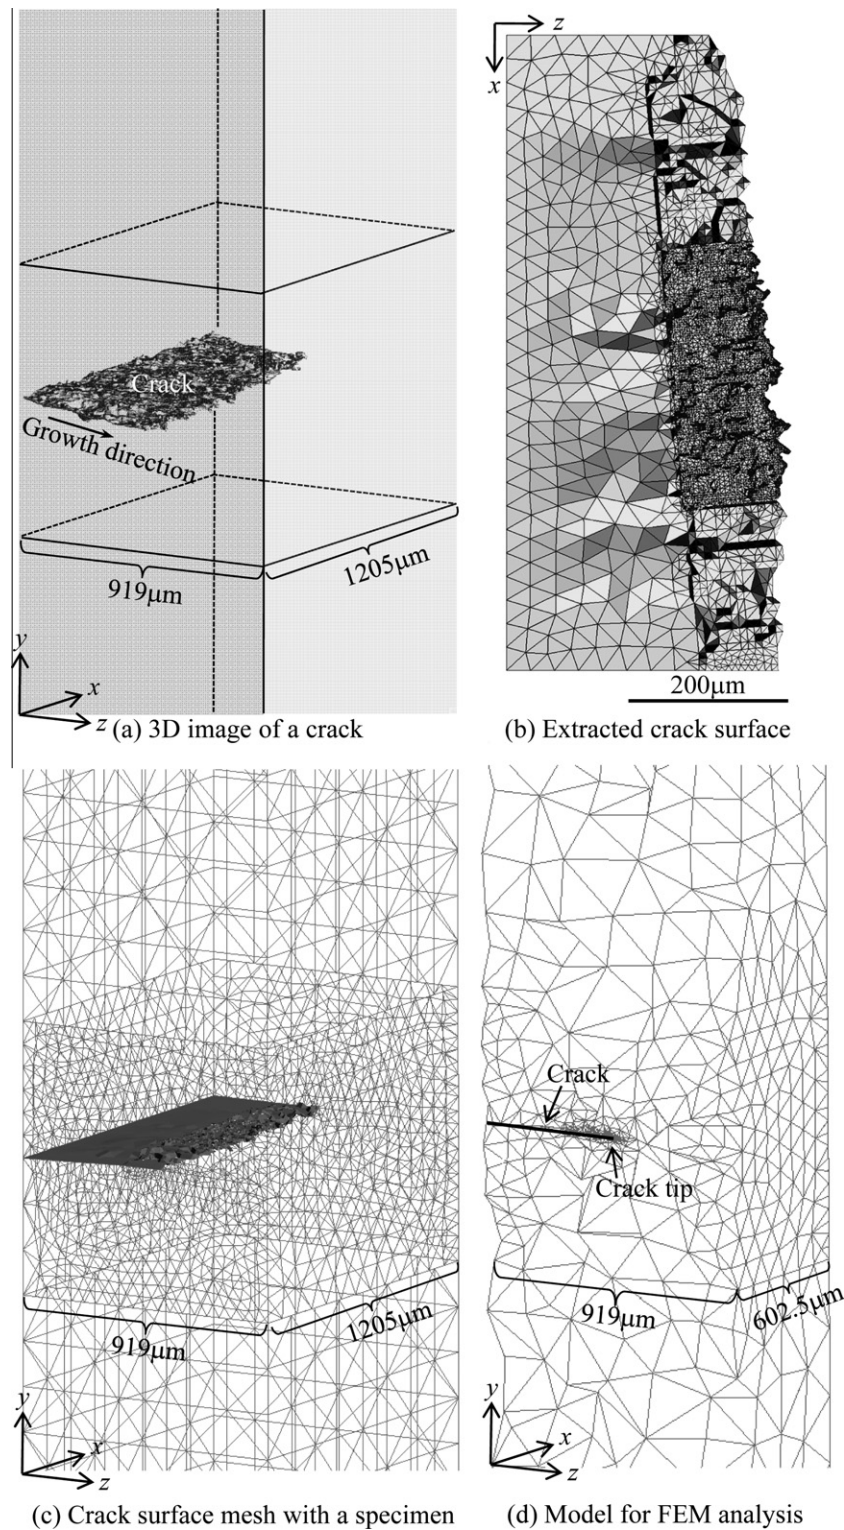 Crack
Growth direction
919μm
1205μm
y
x
z
(a) 3D image of a crack
z
x
200μm
(b) Extracted crack surface
919μm
1205μm
y
x
z
(c) Crack surface mesh with a specimen
Crack
Crack tip
919μm
602.5μm
y
x
z
(d) Model for FEM analysis